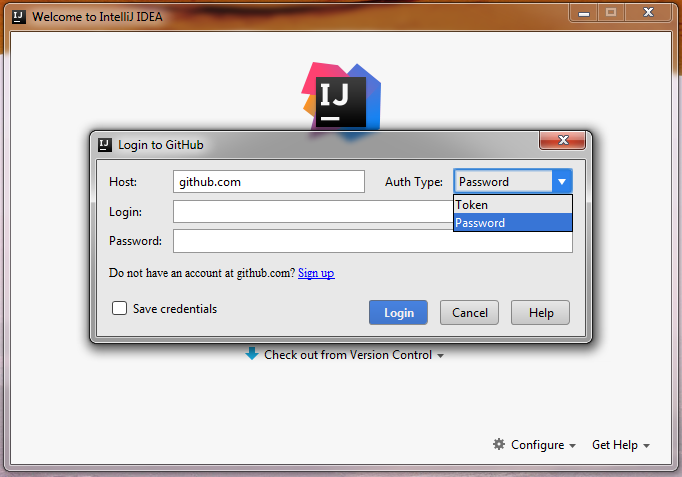 Welcome to IntelliJ IDEA
IJ
Login to GitHub
Host: github.com Auth Type: Password
Token
Login:
Password
Password:
Do not have an account at github.com? Sign up
Save credentials Login Cancel Help
Check out from Version Control
Configure Get Help